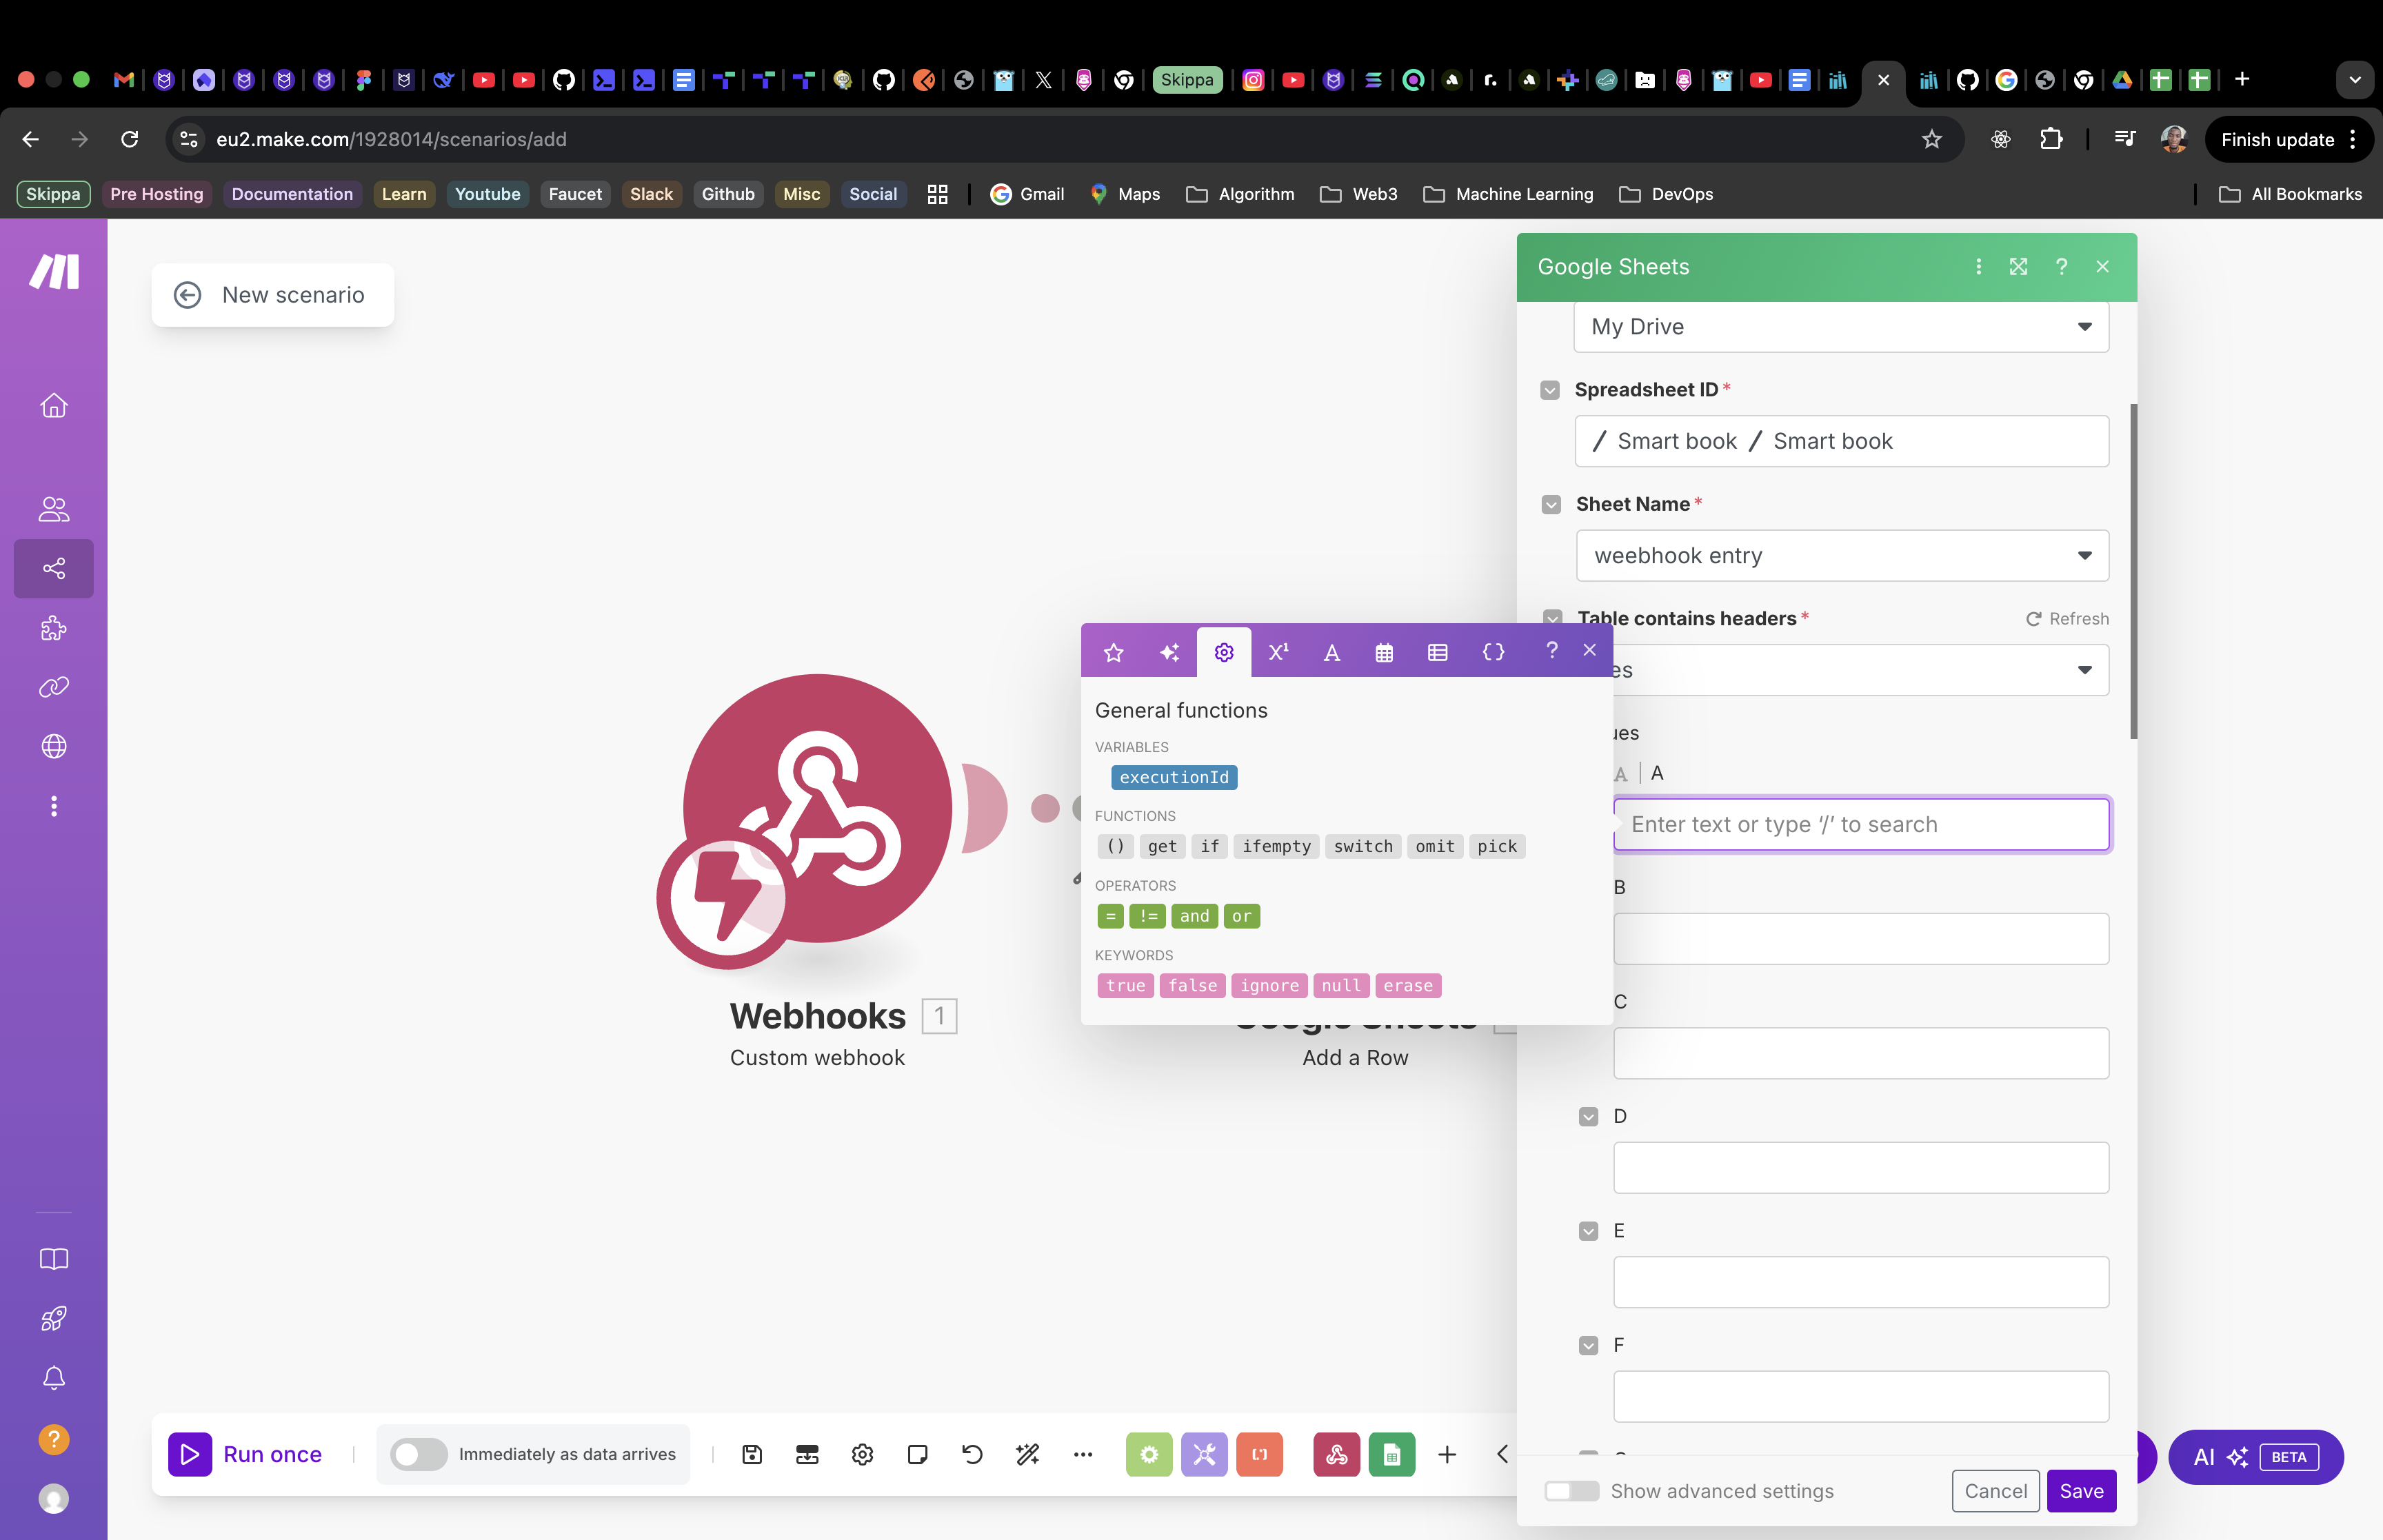 Skippa
eu2.make.com/1928014/scenarios/add
Finish update
Skippa Pre Hosting Documentation Learn Youtube Faucet Slack Github Misc Social Gmail Maps Algorithm Web3 Machine Learning DevOps All Bookmarks
New scenario
Google Sheets
My Drive
Spreadsheet ID *
/ Smart book / Smart book
Sheet Name *
weebhook entry
Table contains headers *
Refresh
es
ues
A | A
Enter text or type ‘/’ to search
B
C
D
E
F
General functions
VARIABLES
executionId
FUNCTIONS
() get if ifempty switch omit pick
OPERATORS
= != and or
KEYWORDS
true false ignore null erase
Webhooks 1
Custom webhook
Google Sheets
Add a Row
Run once
Immediately as data arrives
AI BETA
Show advanced settings
Cancel
Save